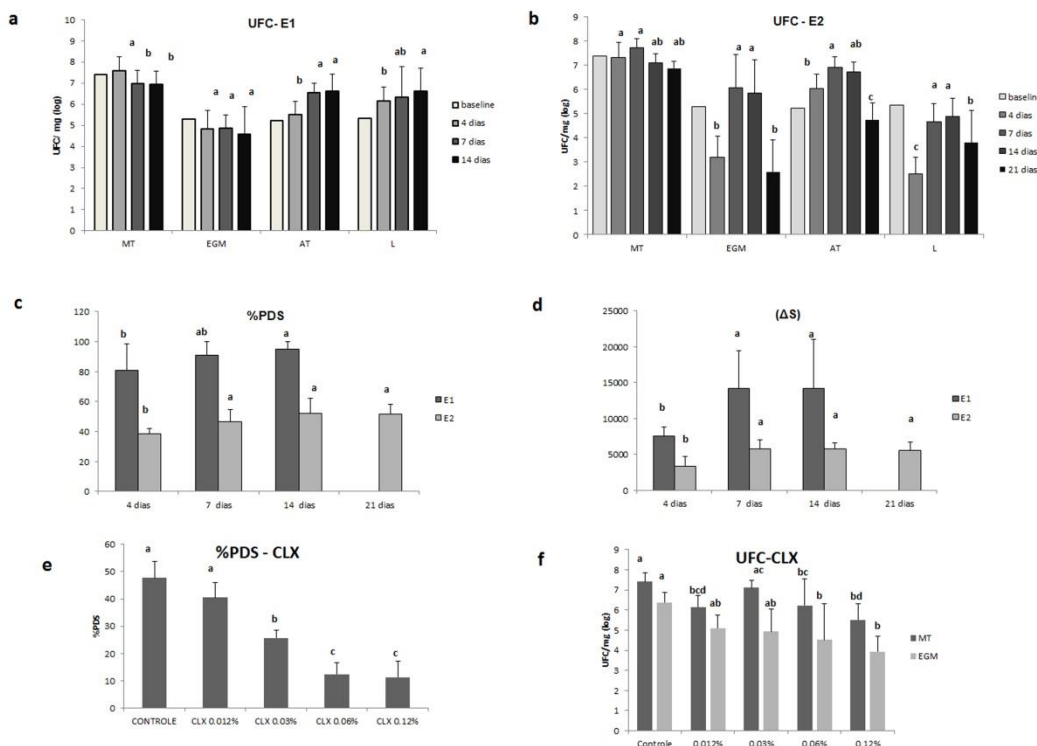 a
UFC- E1
10
9
8
7
6
5
4
3
2
1
0
UFC/ mg (log)
a b b
a a a
b a a
b ab a
MT EGM AT L
baseline
4 dias
7 dias
14 dias
b
UFC - E2
9
8
7
6
5
4
3
2
1
0
UFC/mg (log)
a a ab ab
b a a b
b a ab c
c a a b
MT EGM AT L
baseline
4 dias
7 dias
14 dias
21 dias
c
%PDS
120
100
80
60
40
20
0
b ab a
b a a a
4 dias 7 dias 14 dias 21 dias
E1
E2
d
(ΔS)
25000
20000
15000
10000
5000
0
b a a
b a a a
4 dias 7 dias 14 dias 21 dias
E1
E2
e
%PDS - CLX
60
50
40
30
20
10
0
%PDS
a a b c c
CONTROLE CLX 0.012% CLX 0.03% CLX 0.06% CLX 0.12%
f
UFC-CLX
9
8
7
6
5
4
3
2
1
0
UFC/mg (log)
a bcd ac bc bd
a ab ab b b
Controle 0.012% 0.03% 0.06% 0.12%
MT
EGM